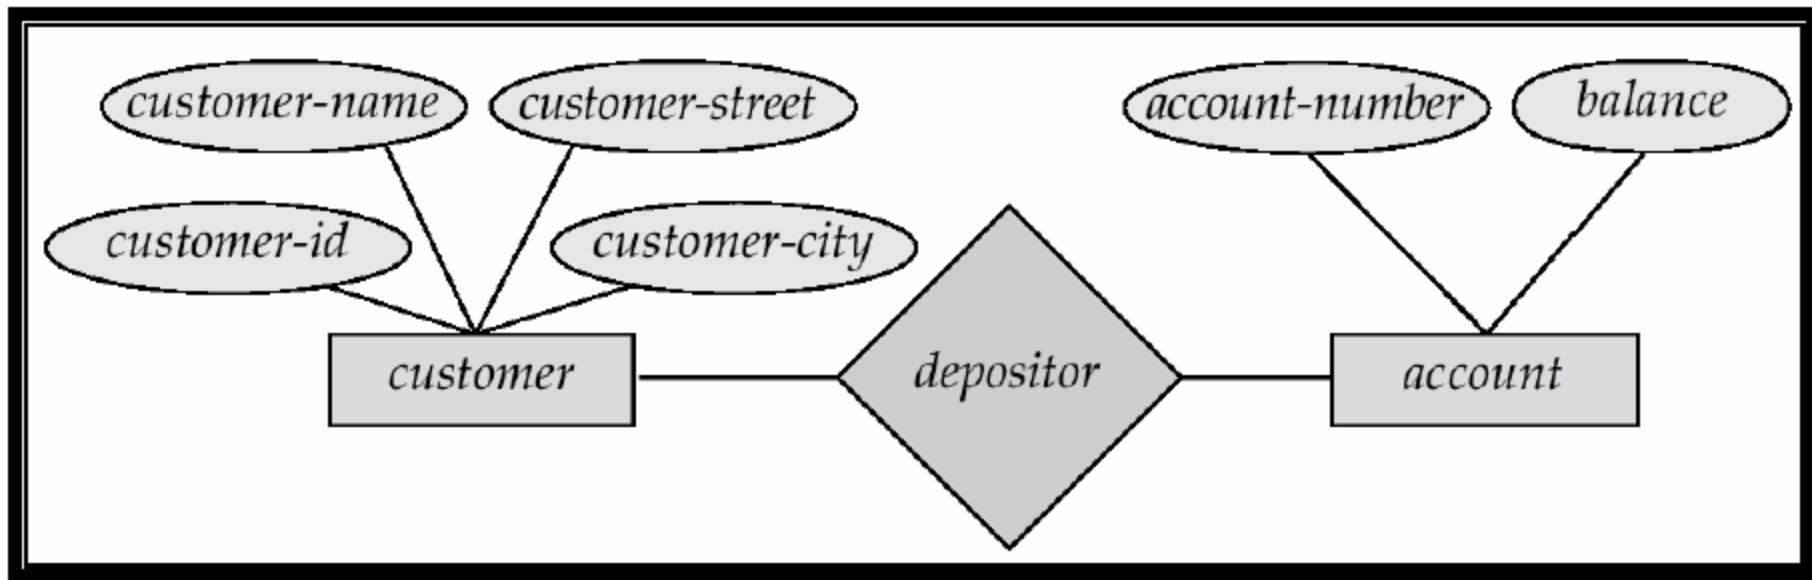 customer-name customer-street
account-number balance
customer-id customer-city
customer depositor account